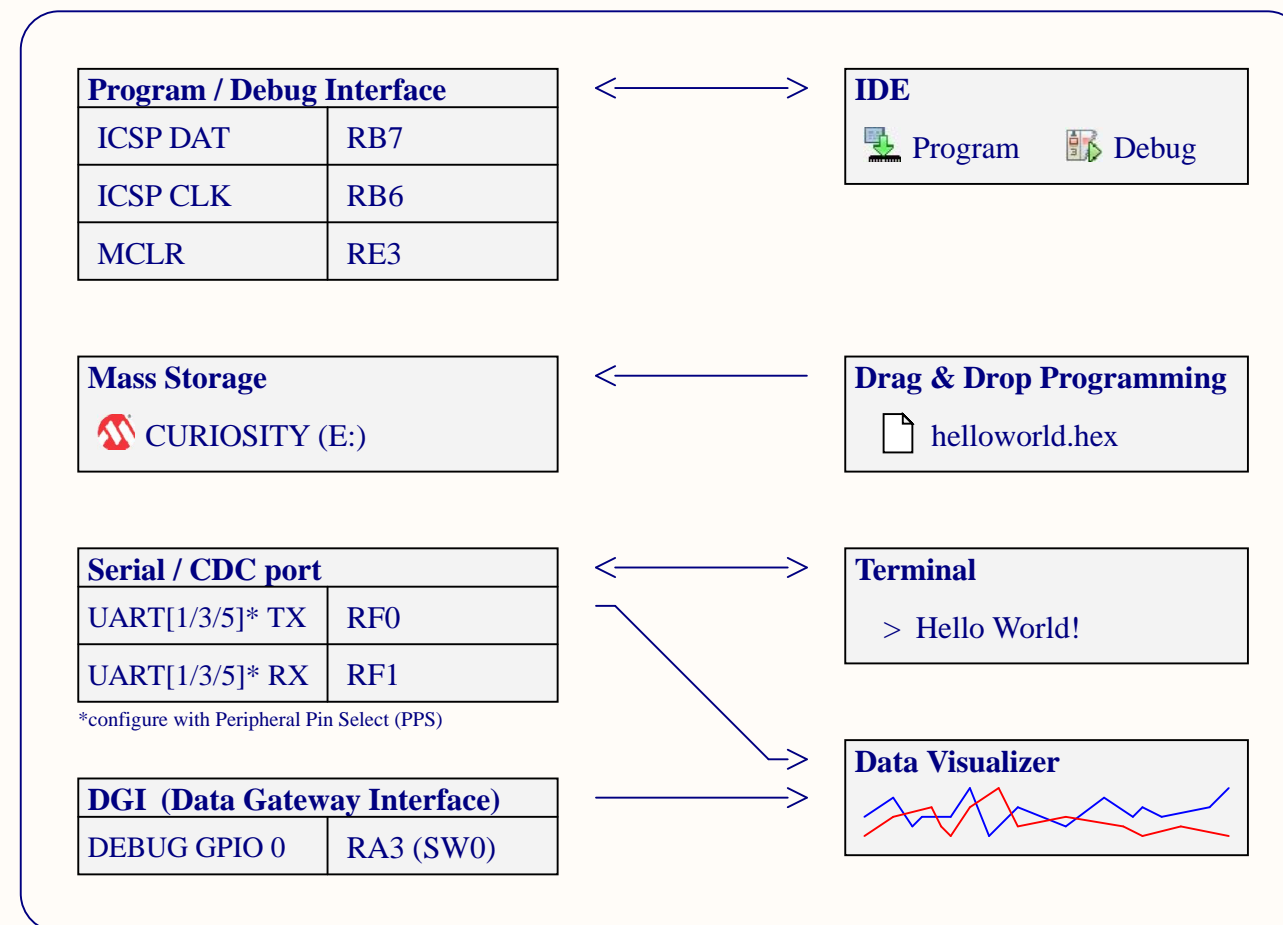 Program / Debug Interface
ICSP DAT RB7
ICSP CLK RB6
MCLR RE3
IDE
Program Debug
Mass Storage
CURIOSITY (E:)
Drag & Drop Programming
helloworld.hex
Serial / CDC port
UART[1/3/5]* TX RF0
UART[1/3/5]* RX RF1
*configure with Peripheral Pin Select (PPS)
Terminal
> Hello World!
DGI (Data Gateway Interface)
DEBUG GPIO 0 RA3 (SW0)
Data Visualizer